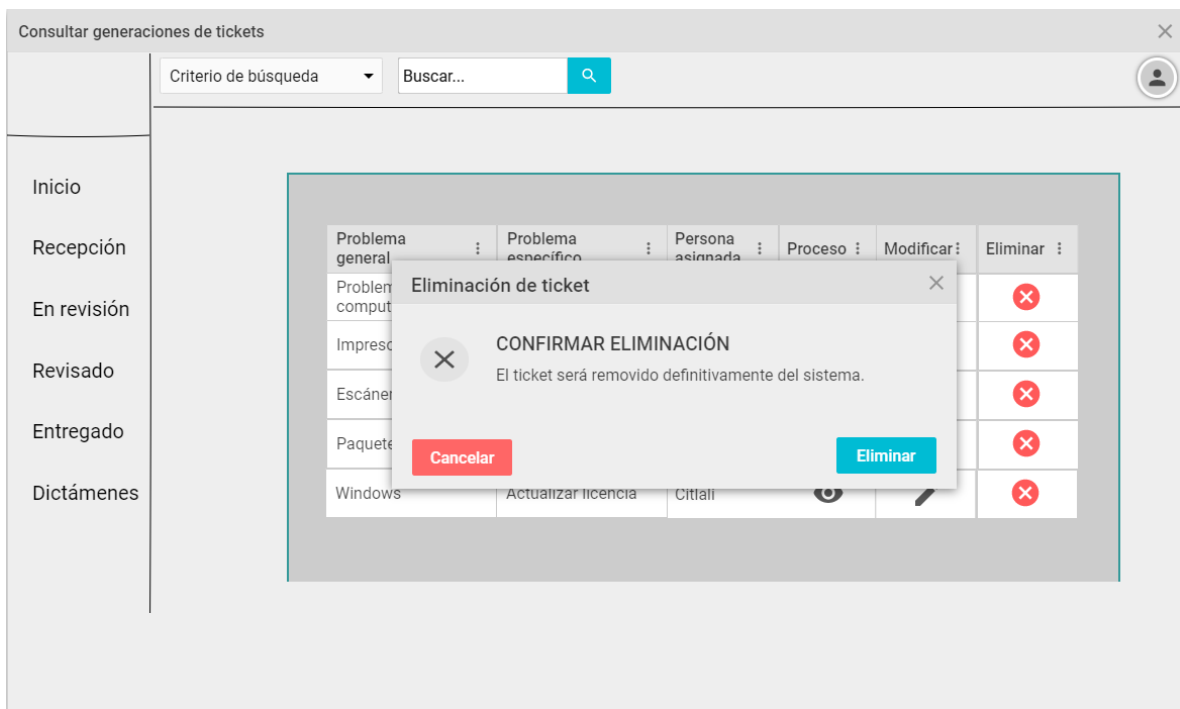 Consultar generaciones de tickets
Criterio de búsqueda
Buscar...
Inicio
Recepción
En revisión
Revisado
Entregado
Dictámenes
Problema
general
Problema
específico
Persona
asignada
Proceso
Modificar
Eliminar
Eliminación de ticket
CONFIRMAR ELIMINACIÓN
El ticket será removido definitivamente del sistema.
Cancelar
Eliminar
Escáner
Windows
Actualizar licencia
Citlali